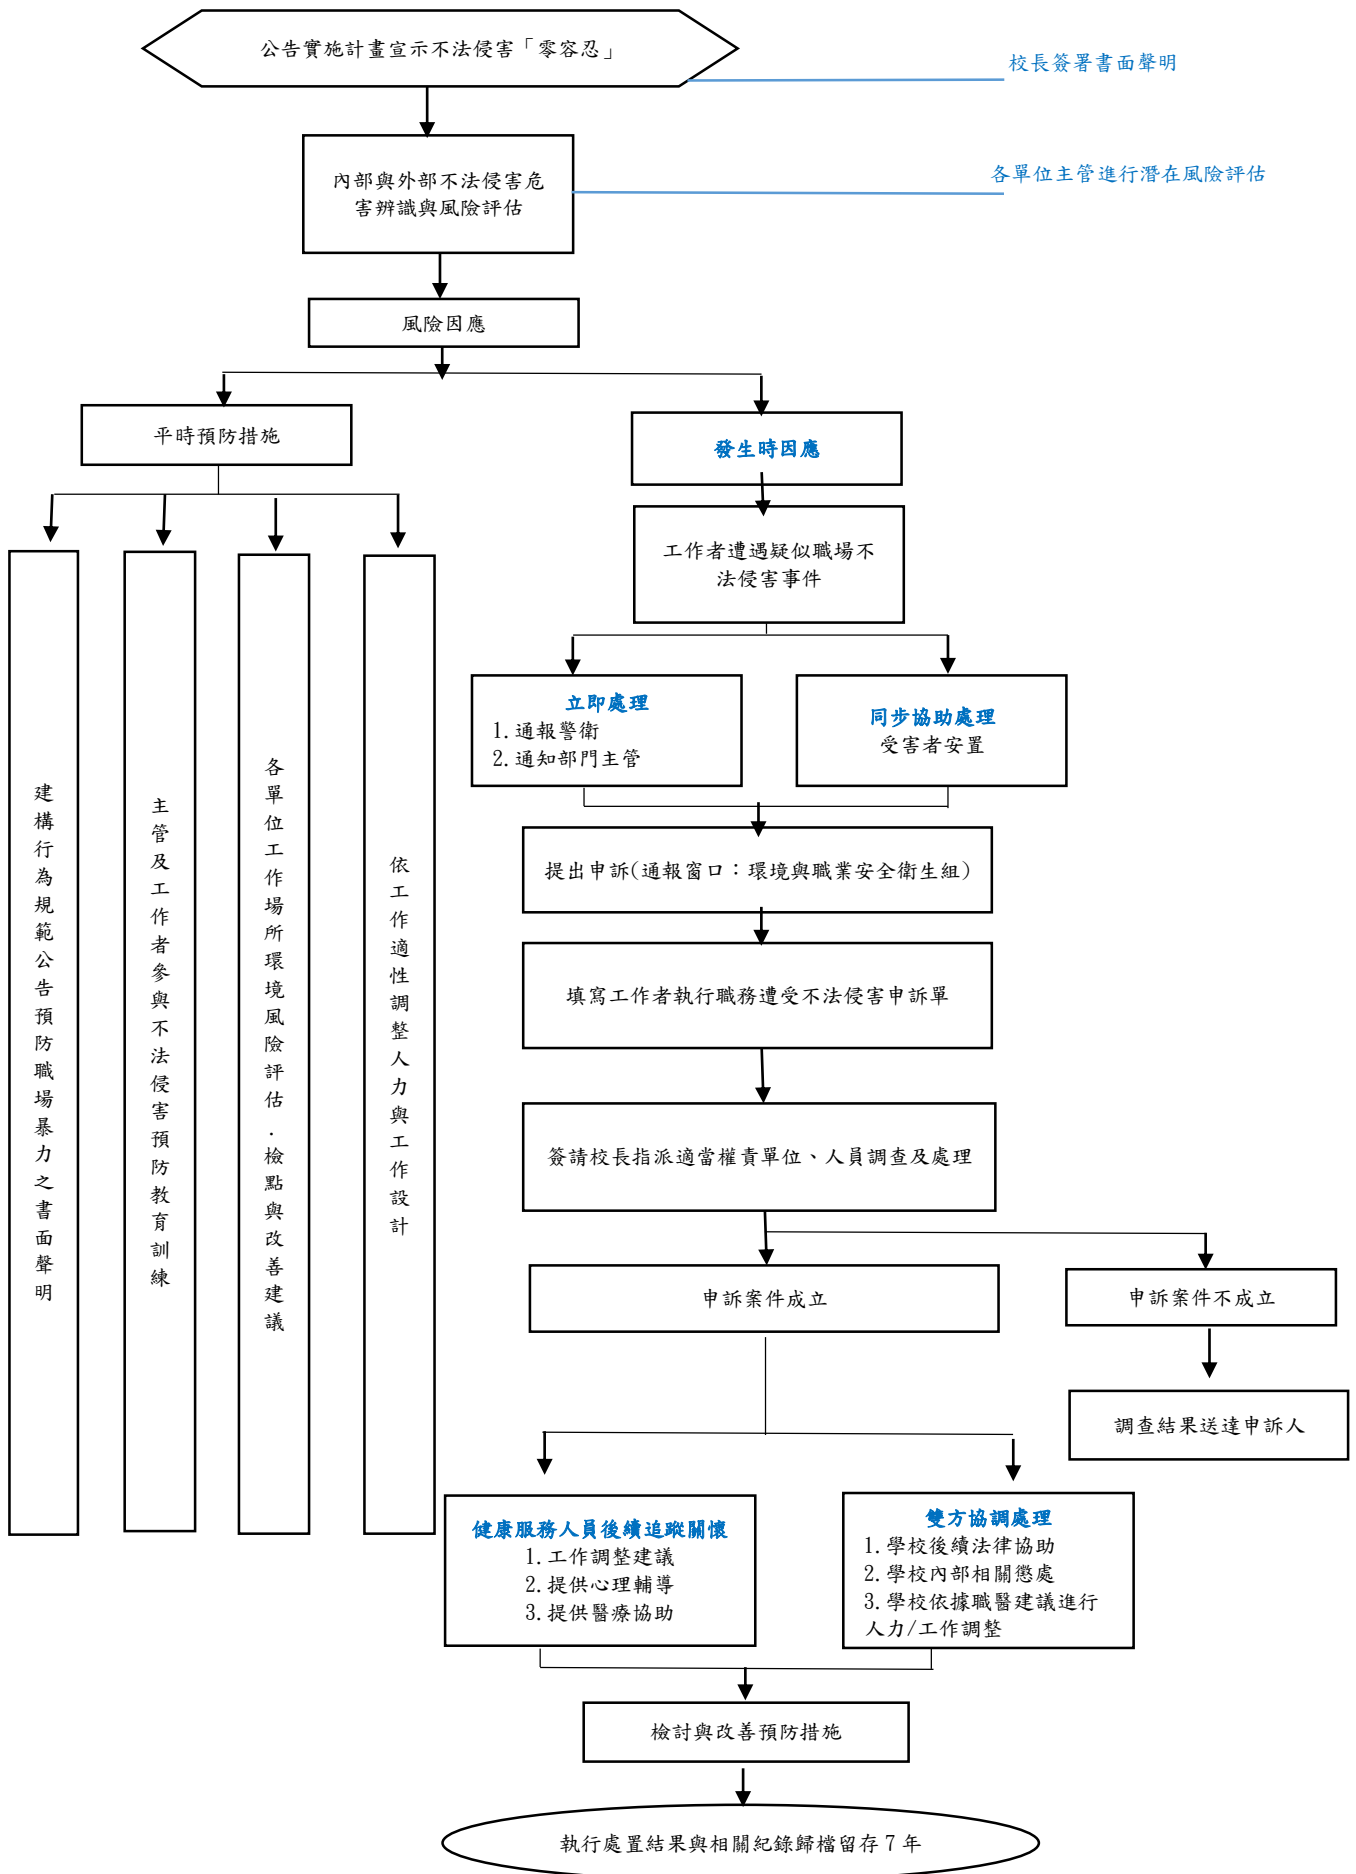 公告實施計畫宣示不法侵害「零容忍」
校長簽署書面聲明
內部與外部不法侵害危
害辨識與風險評估
各單位主管進行潛在風險評估
風險因應
平時預防措施
發生時因應
建構行為規範公告預防職場暴力之書面聲明
主管及工作者參與不法侵害預防教育訓練
各單位工作場所環境風險評估.檢點與改善建議
依工作適性調整人力與工作設計
工作者遭遇疑似職場不
法侵害事件
立即處理
1.通報警衛
2.通知部門主管
同步協助處理
受害者安置
提出申訴(通報窗口：環境與職業安全衛生組)
填寫工作者執行職務遭受不法侵害申訴單
簽請校長指派適當權責單位、人員調查及處理
申訴案件成立
申訴案件不成立
調查結果送達申訴人
健康服務人員後續追蹤關懷
1.工作調整建議
2.提供心理輔導
3.提供醫療協助
雙方協調處理
1.學校後續法律協助
2.學校內部相關懲處
3.學校依據職醫建議進行
人力/工作調整
檢討與改善預防措施
執行處置結果與相關紀錄歸檔留存 7 年